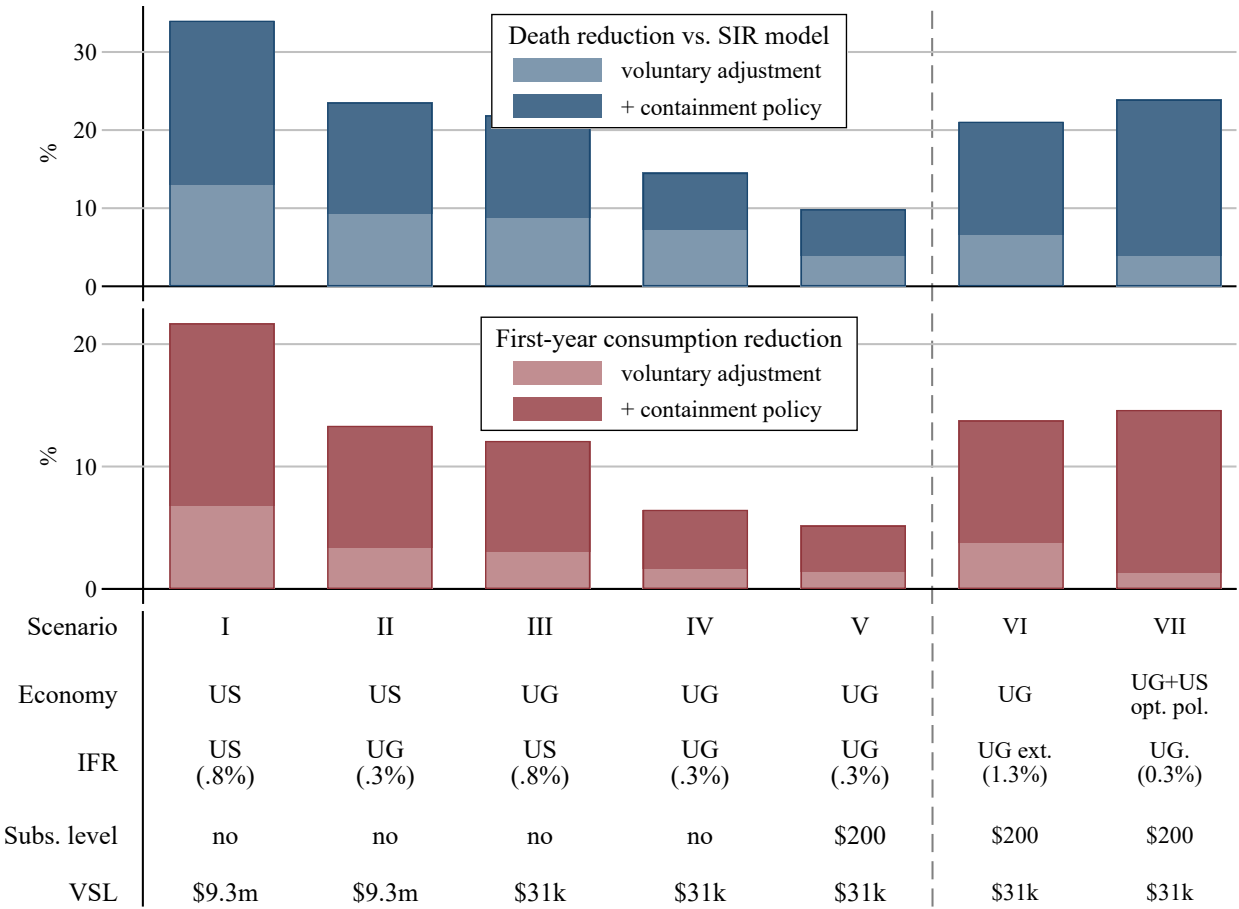 Death reduction vs. SIR model
voluntary adjustment
+ containment policy
30
20
10
0
%
First-year consumption reduction
voluntary adjustment
+ containment policy
20
10
0
%
Scenario I II III IV V VI VII
Economy US US UG UG UG UG UG+US
opt. pol.
IFR US UG US UG UG UG ext. UG.
(.8%) (.3%) (.8%) (.3%) (.3%) (1.3%) (0.3%)
Subs. level no no no no $200 $200 $200
VSL $9.3m $9.3m $31k $31k $31k $31k $31k